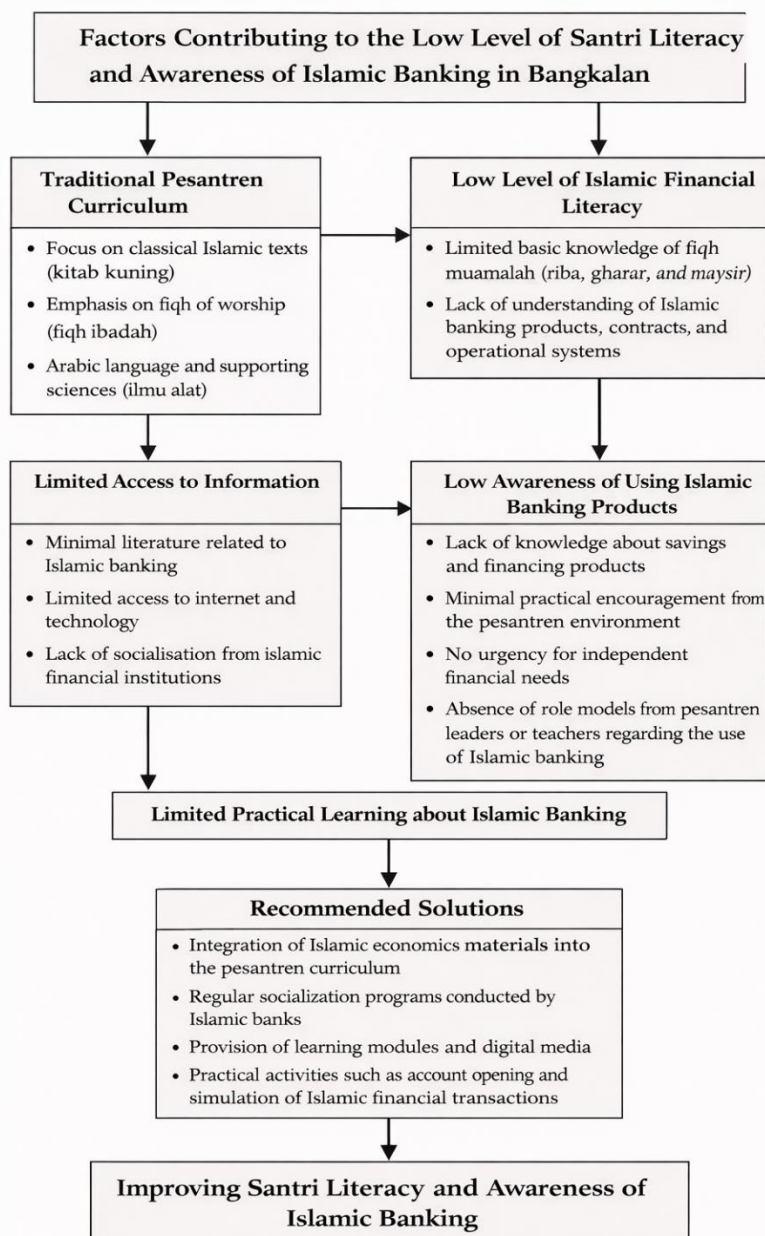 Factors Contributing to the Low Level of Santri Literacy
and Awareness of Islamic Banking in Bangkalan
Traditional Pesantren
Curriculum
• Focus on classical Islamic texts
(kitab kuning)
• Emphasis on fiqh of worship
(fiqh ibadah)
• Arabic language and supporting
sciences (ilmu alat)
Low Level of Islamic Financial
Literacy
• Limited basic knowledge of fiqh
muamalah (riba, gharar, and maysir)
• Lack of understanding of Islamic
banking products, contracts, and
operational systems
Limited Access to Information
• Minimal literature related to
Islamic banking
• Limited access to internet and
technology
• Lack of socialisation from islamic
financial institutions
Low Awareness of Using Islamic
Banking Products
• Lack of knowledge about savings
and financing products
• Minimal practical encouragement from
the pesantren environment
• No urgency for independent
financial needs
• Absence of role models from pesantren
leaders or teachers regarding the use
of Islamic banking
Limited Practical Learning about Islamic Banking
Recommended Solutions
• Integration of Islamic economics materials into
the pesantren curriculum
• Regular socialization programs conducted by
Islamic banks
• Provision of learning modules and digital media
• Practical activities such as account opening and
simulation of Islamic financial transactions
Improving Santri Literacy and Awareness of
Islamic Banking